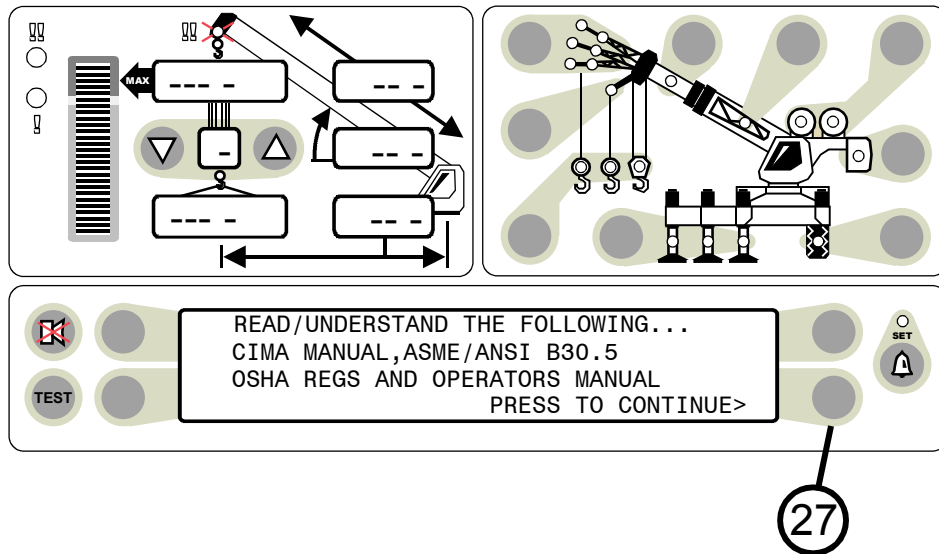 !! !!
MAX
--- -
-- -
!
-
-- -
--- -
-- -
READ/UNDERSTAND THE FOLLOWING...
CIMA MANUAL,ASME/ANSI B30.5
OSHA REGS AND OPERATORS MANUAL
PRESS TO CONTINUE>
SET
TEST
27